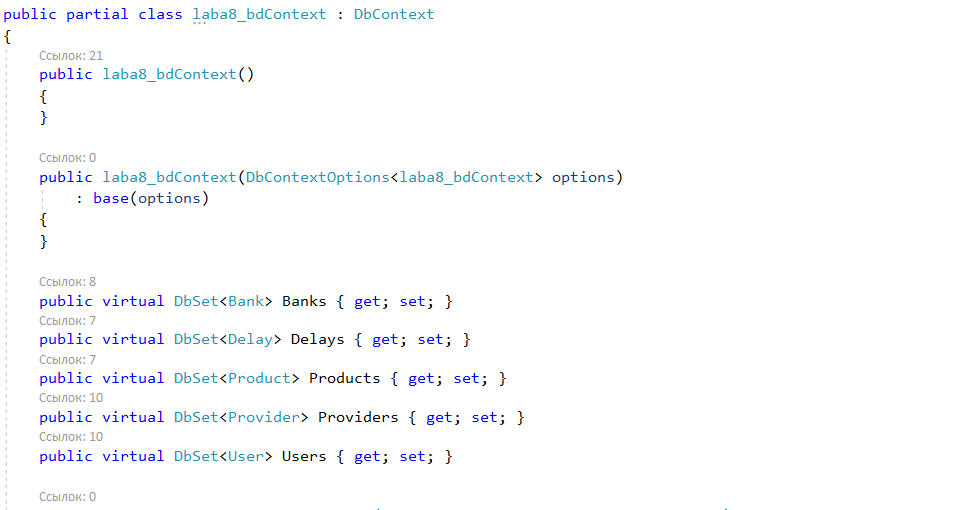 public partial class laba8_bdContext : DbContext
{
Ссылок: 21
public laba8_bdContext()
{
}
Ссылок: 0
public laba8_bdContext(DbContextOptions<laba8_bdContext> options)
: base(options)
{
}
Ссылок: 8
public virtual DbSet<Bank> Banks { get; set; }
Ссылок: 7
public virtual DbSet<Delay> Delays { get; set; }
Ссылок: 7
public virtual DbSet<Product> Products { get; set; }
Ссылок: 10
public virtual DbSet<Provider> Providers { get; set; }
Ссылок: 10
public virtual DbSet<User> Users { get; set; }
Ссылок: 0